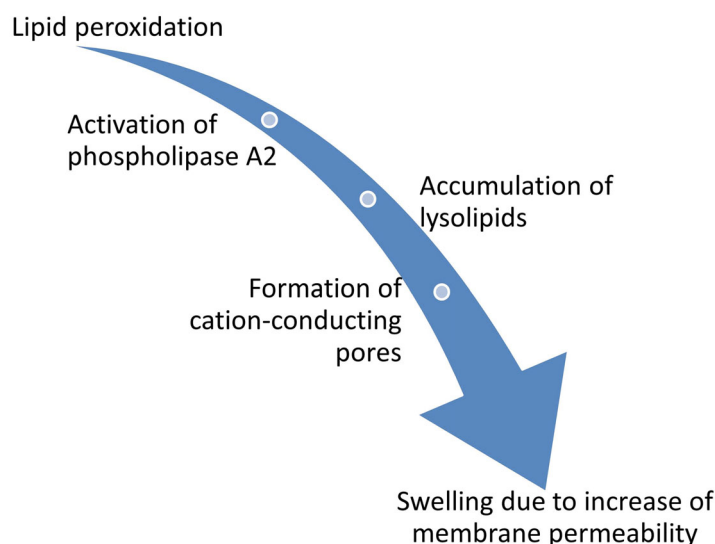 Lipid peroxidation
Activation of
phospholipase A2
Accumulation of
lysolipids
Formation of
cation-conducting
pores
Swelling due to increase of
membrane permeability